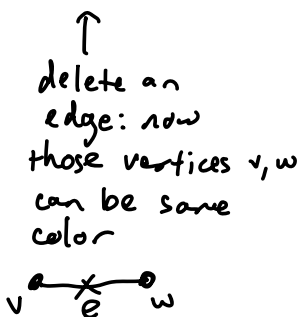 delete an
edge: now
those vertices v, w
can be same
color
v e w